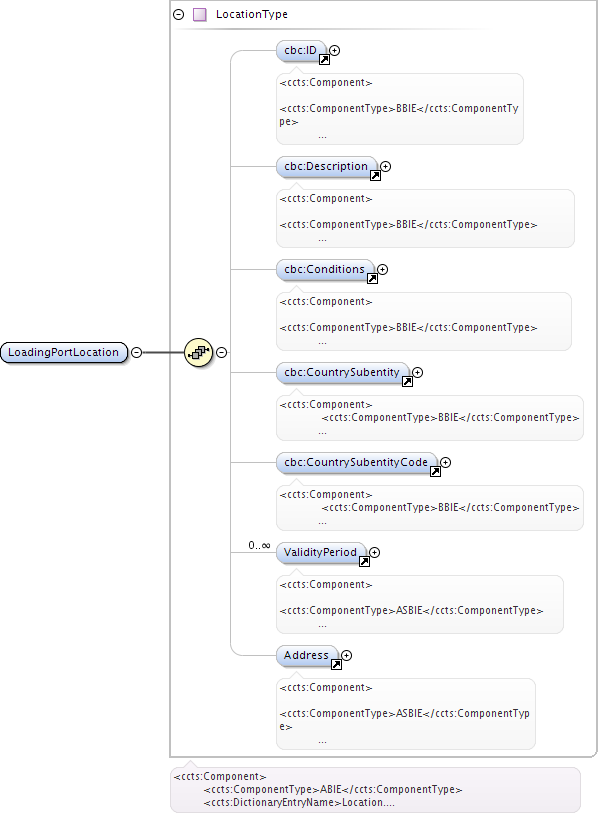 LocationType
cbc:ID
<ccts:Component>
<ccts:ComponentType>BBIE</ccts:ComponentTy
pe>
...
cbc:Description
<ccts:Component>
<ccts:ComponentType>BBIE</ccts:ComponentType>
...
cbc:Conditions
<ccts:Component>
<ccts:ComponentType>BBIE</ccts:ComponentType>
...
LoadingPortLocation
cbc:CountrySubentity
<ccts:Component>
<ccts:ComponentType>BBIE</ccts:ComponentType>
...
cbc:CountrySubentityCode
<ccts:Component>
<ccts:ComponentType>BBIE</ccts:ComponentType>
...
0..∞
ValidityPeriod
<ccts:Component>
<ccts:ComponentType>ASBIE</ccts:ComponentType>
...
Address
<ccts:Component>
<ccts:ComponentType>ASBIE</ccts:ComponentTyp
e>
...
<ccts:Component>
<ccts:ComponentType>ABIE</ccts:ComponentType>
<ccts:DictionaryEntryName>Location....